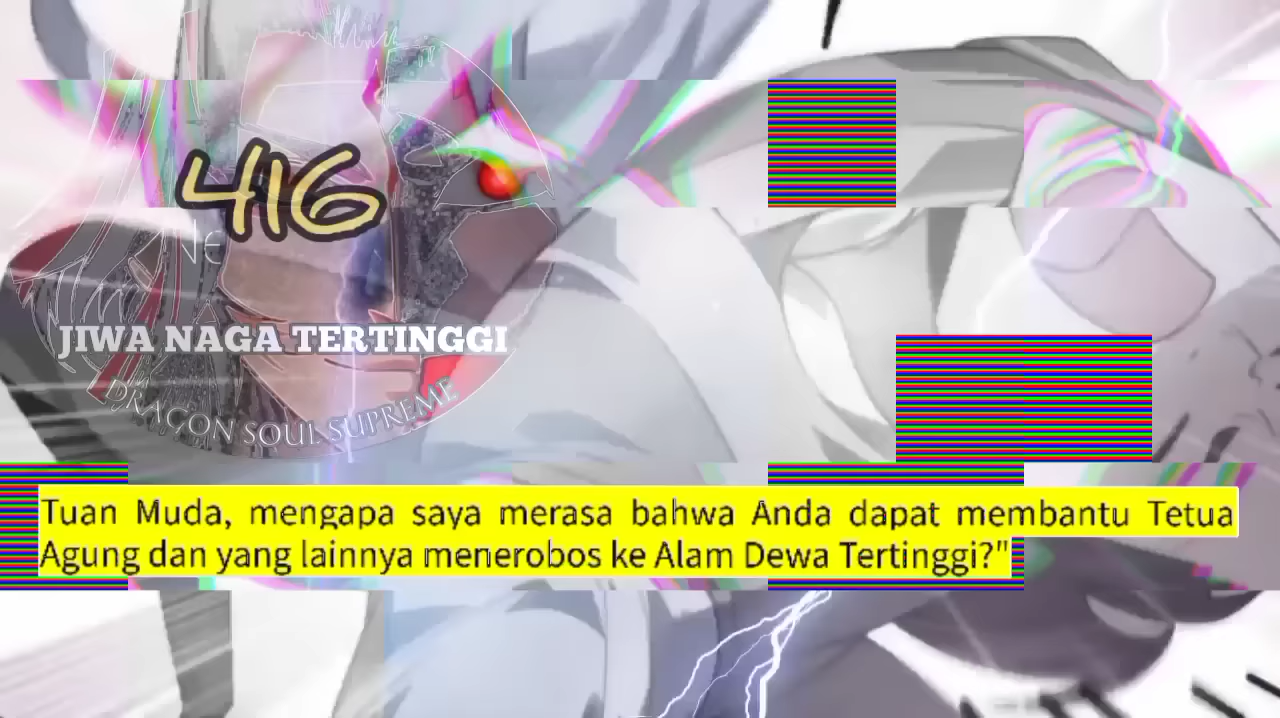 416
JIWA NAGA TERTINGGI
DRAGON SOUL SUPREME
Tuan Muda, mengapa saya merasa bahwa Anda dapat membantu Tetua
Agung dan yang lainnya menerobos ke Alam Dewa Tertinggi?"